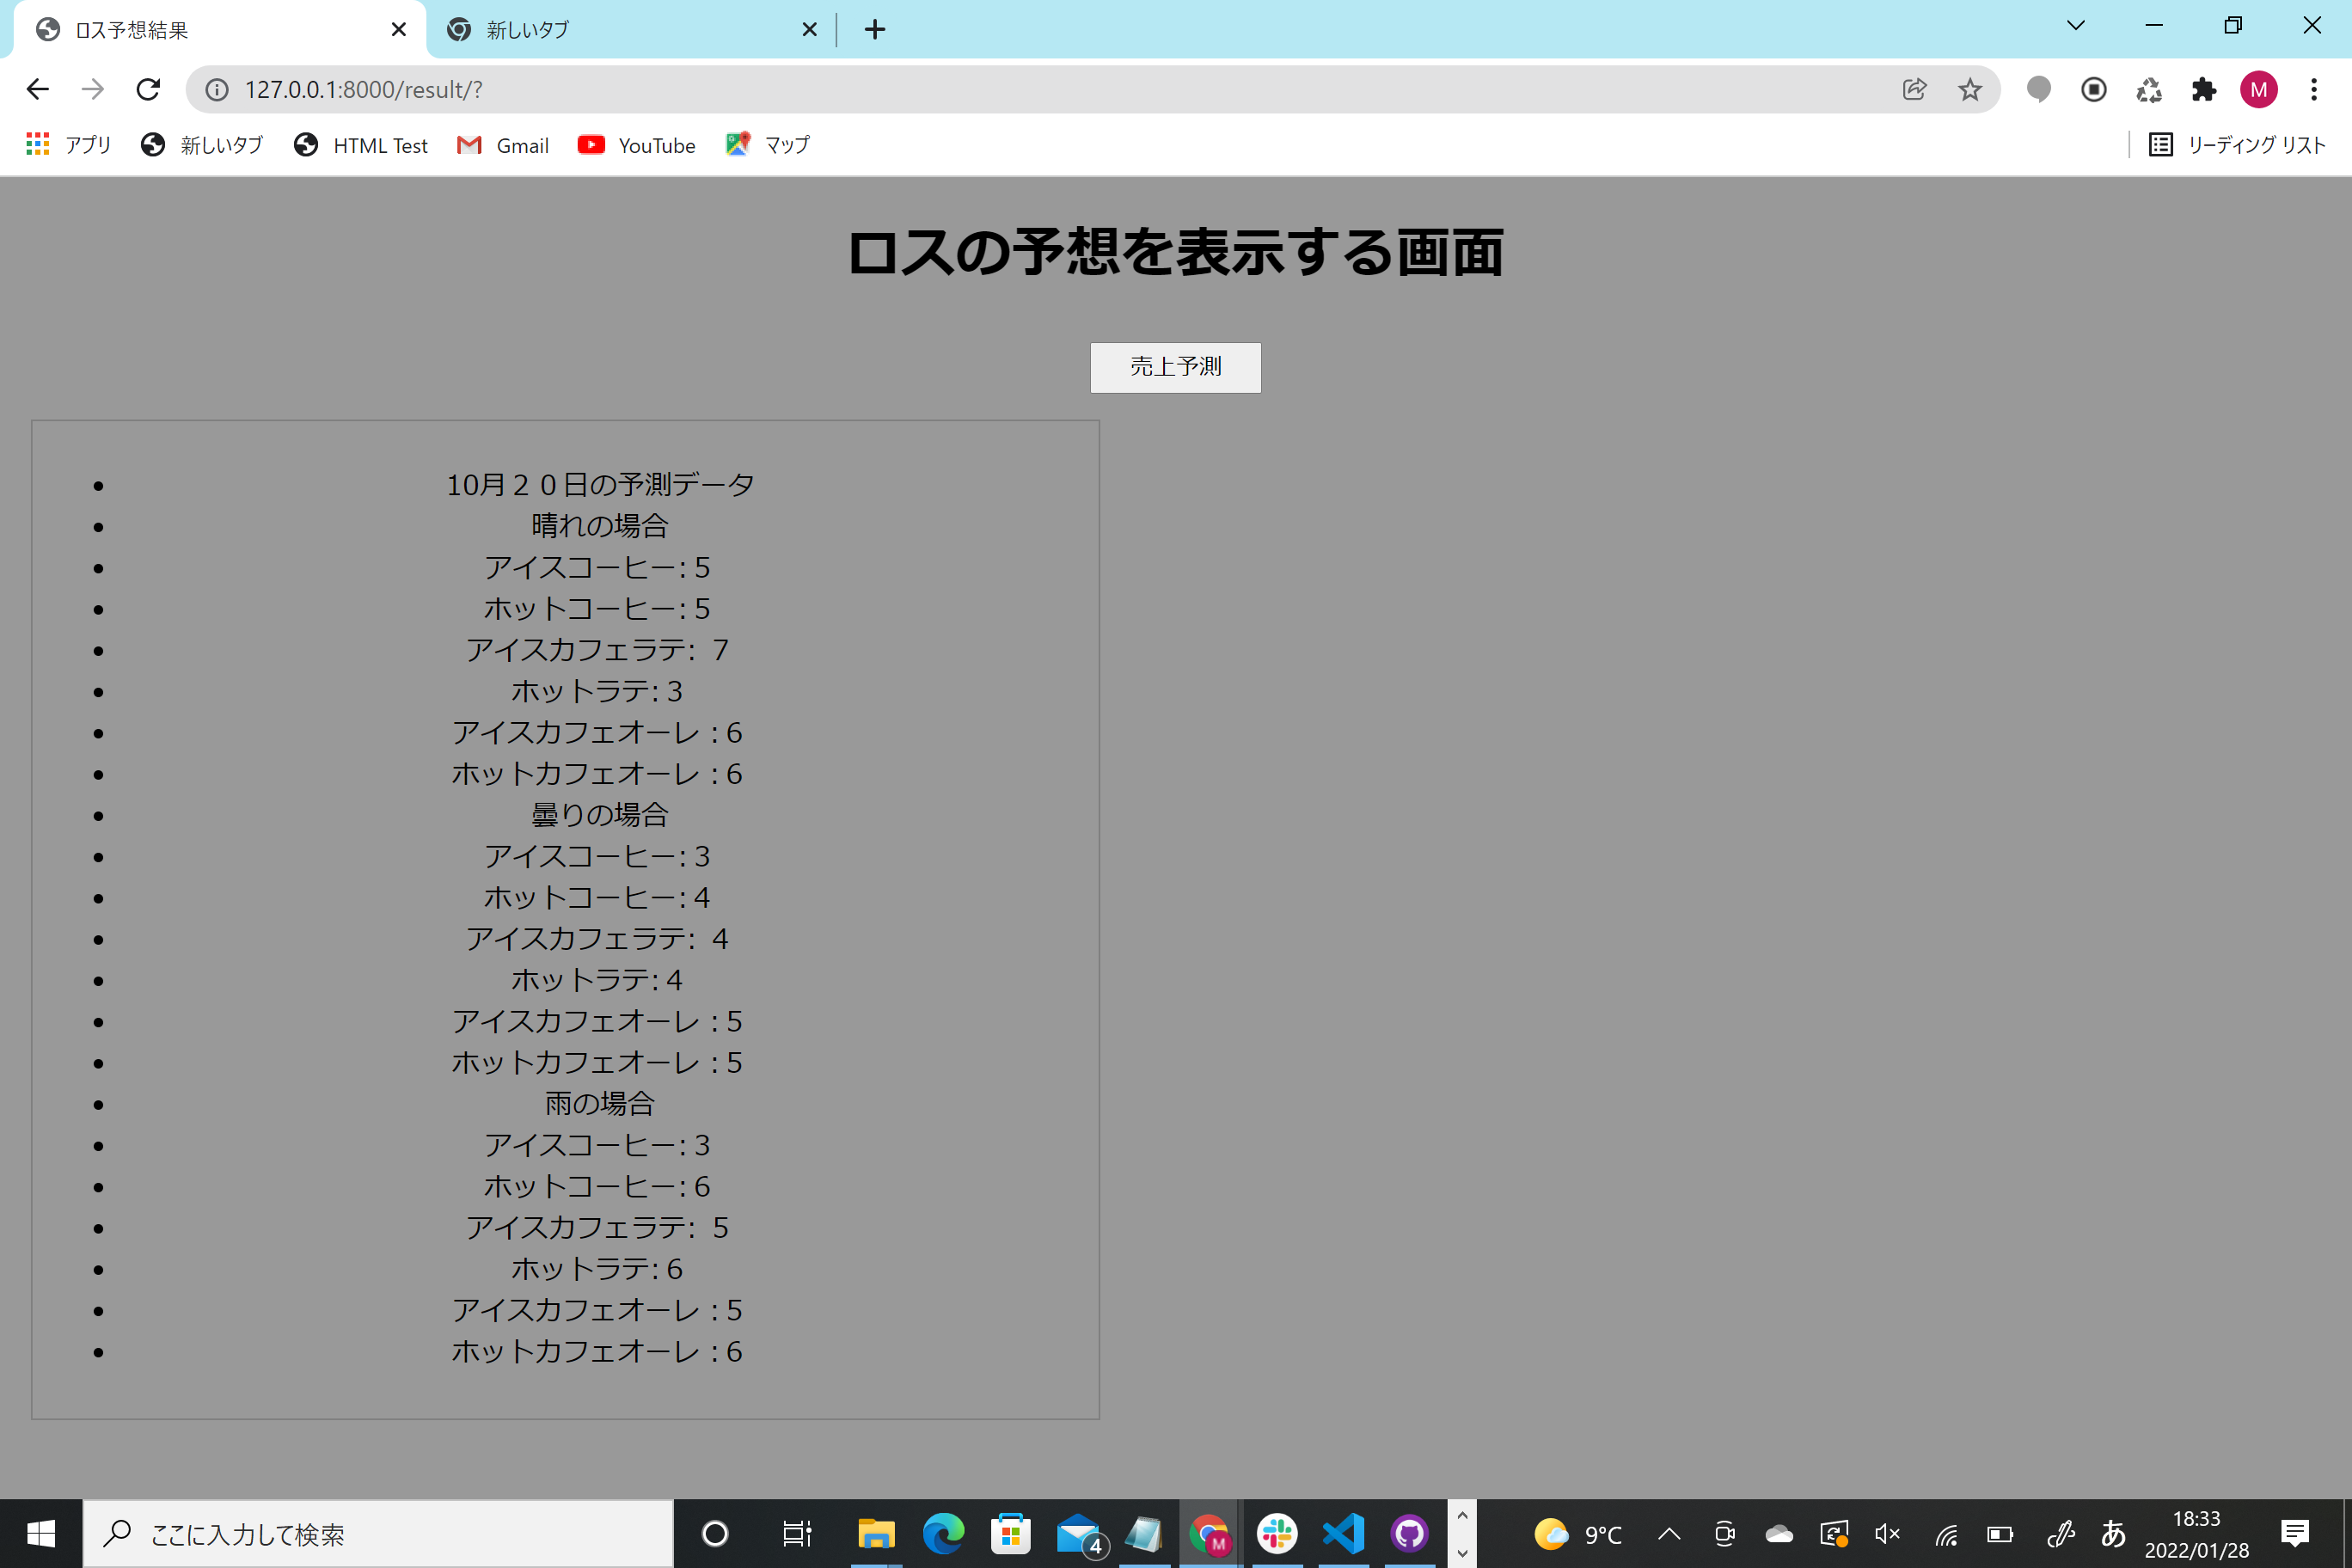 ロス予想結果
新しいタブ
127.0.0.1:8000/result/?
M
アプリ
新しいタブ
HTML Test
Gmail
YouTube
マップ
リーディング リスト
ロスの予想を表示する画面
売上予測
10月２０日の予測データ
晴れの場合
アイスコーヒー: 5
ホットコーヒー: 5
アイスカフェラテ:  7
ホットラテ: 3
アイスカフェオーレ : 6
ホットカフェオーレ : 6
曇りの場合
アイスコーヒー: 3
ホットコーヒー: 4
アイスカフェラテ:  4
ホットラテ: 4
アイスカフェオーレ : 5
ホットカフェオーレ : 5
雨の場合
アイスコーヒー: 3
ホットコーヒー: 6
アイスカフェラテ:  5
ホットラテ: 6
アイスカフェオーレ : 5
ホットカフェオーレ : 6
ここに入力して検索
4
M
9°C
あ
18:33
2022/01/28